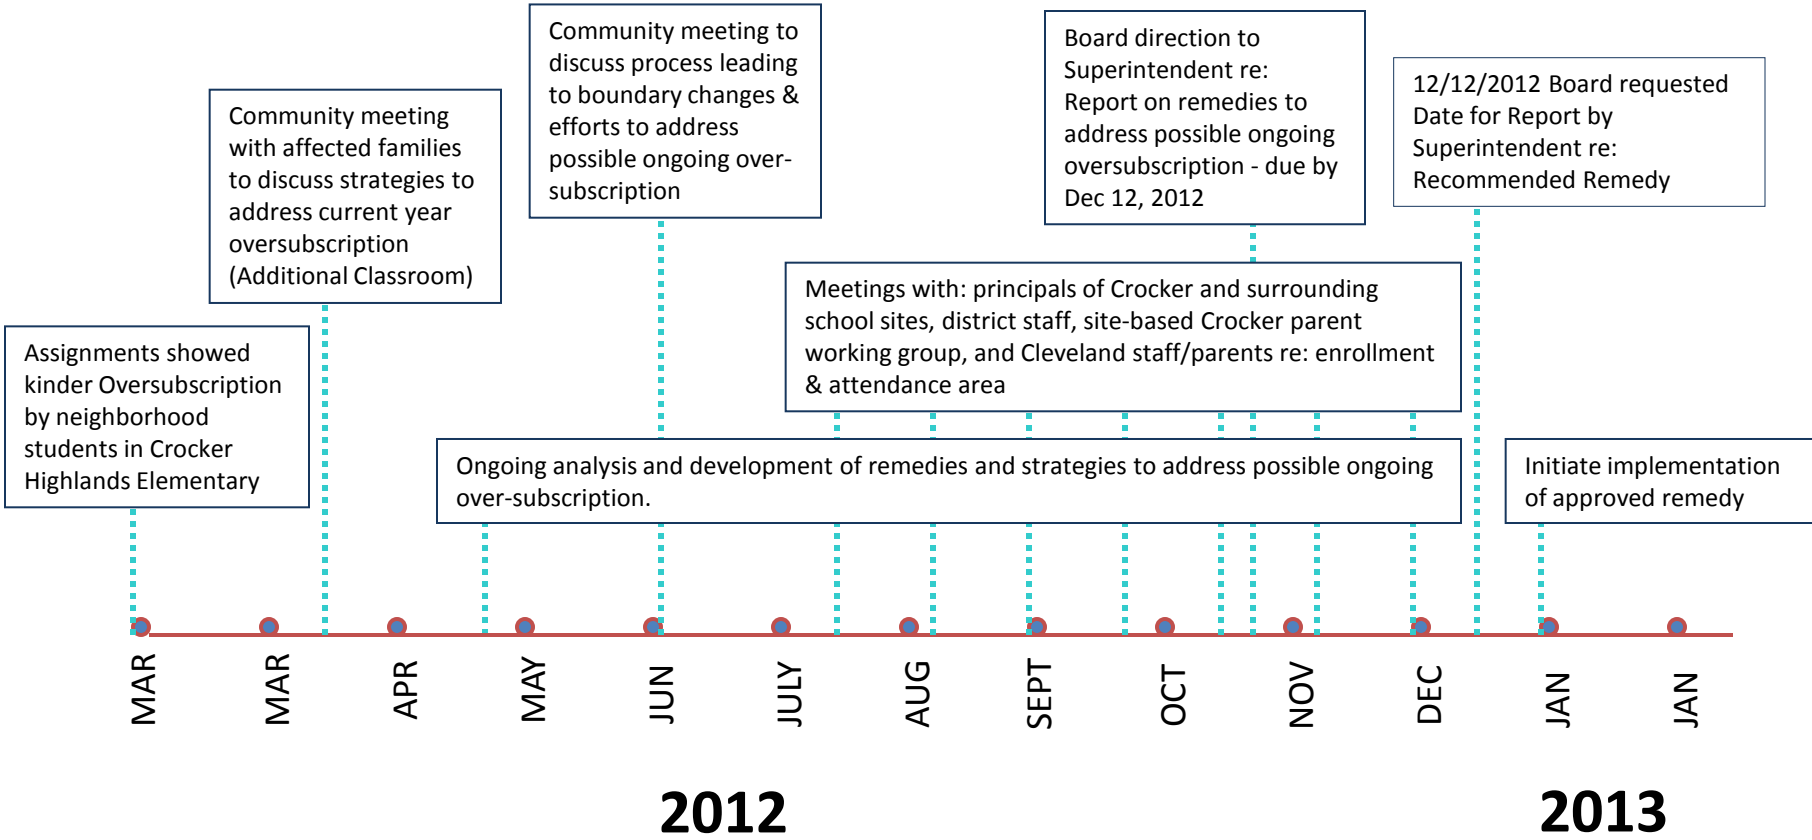 Assignments showed
kinder Oversubscription
by neighborhood
students in Crocker
Highlands Elementary
Community meeting
with affected families
to discuss strategies to
address current year
oversubscription
(Additional Classroom)
Community meeting to
discuss process leading
to boundary changes &
efforts to address
possible ongoing over-
subscription
Board direction to
Superintendent re:
Report on remedies to
address possible ongoing
oversubscription - due by
Dec 12, 2012
12/12/2012 Board requested
Date for Report by
Superintendent re:
Recommended Remedy
Meetings with: principals of Crocker and surrounding
school sites, district staff, site-based Crocker parent
working group, and Cleveland staff/parents re: enrollment
& attendance area
Ongoing analysis and development of remedies and strategies to address possible ongoing
over-subscription.
Initiate implementation
of approved remedy
MAR
MAR
APR
MAY
JUN
JULY
AUG
SEPT
OCT
NOV
DEC
JAN
JAN
2012
2013